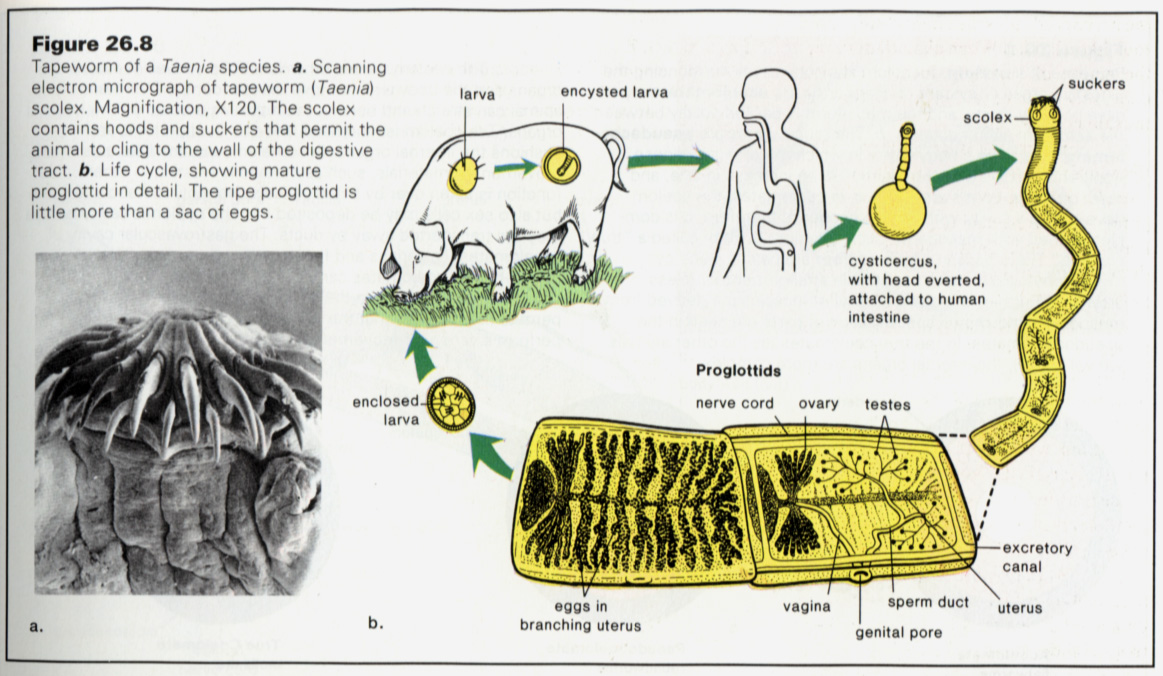 Figure 26.8
Tapeworm of a Taenia species. a. Scanning
electron micrograph of tapeworm (Taenia)
scolex. Magnification, X120. The scolex
contains hoods and suckers that permit the
animal to cling to the wall of the digestive
tract. b. Life cycle, showing mature
proglottid in detail. The ripe proglottid is
little more than a sac of eggs.
larva
encysted larva
suckers
scolex
cysticercus,
with head everted,
attached to human
intestine
enclosed
larva
Proglottids
nerve cord
ovary
testes
excretory
canal
eggs in
branching uterus
vagina
sperm duct
uterus
genital pore
a.
b.